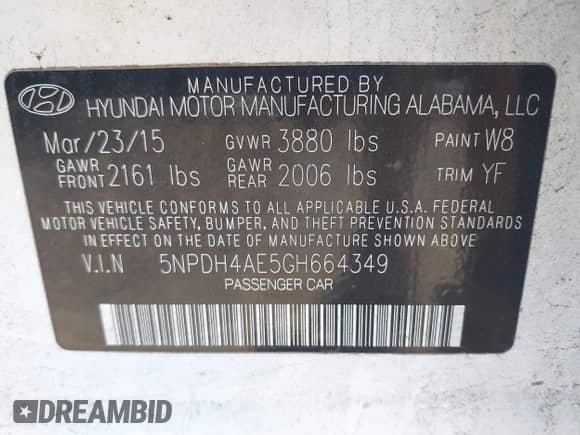 MANUFACTURED BY
HYUNDAI MOTOR MANUFACTURING ALABAMA, LLC
Mar/23/15 GVWR 3880 lbs PAINT W8
GAWR FRONT 2161 lbs GAWR REAR 2006 lbs TRIM YF
THIS VEHICLE CONFORMS TO ALL APPLICABLE U.S.A. FEDERAL
MOTOR VEHICLE SAFETY, BUMPER, AND THEFT PREVENTION STANDARDS
IN EFFECT ON THE DATE OF MANUFACTURE SHOWN ABOVE.
V.I.N 5NPDH4AE5GH664349
PASSENGER CAR
DREAMBID